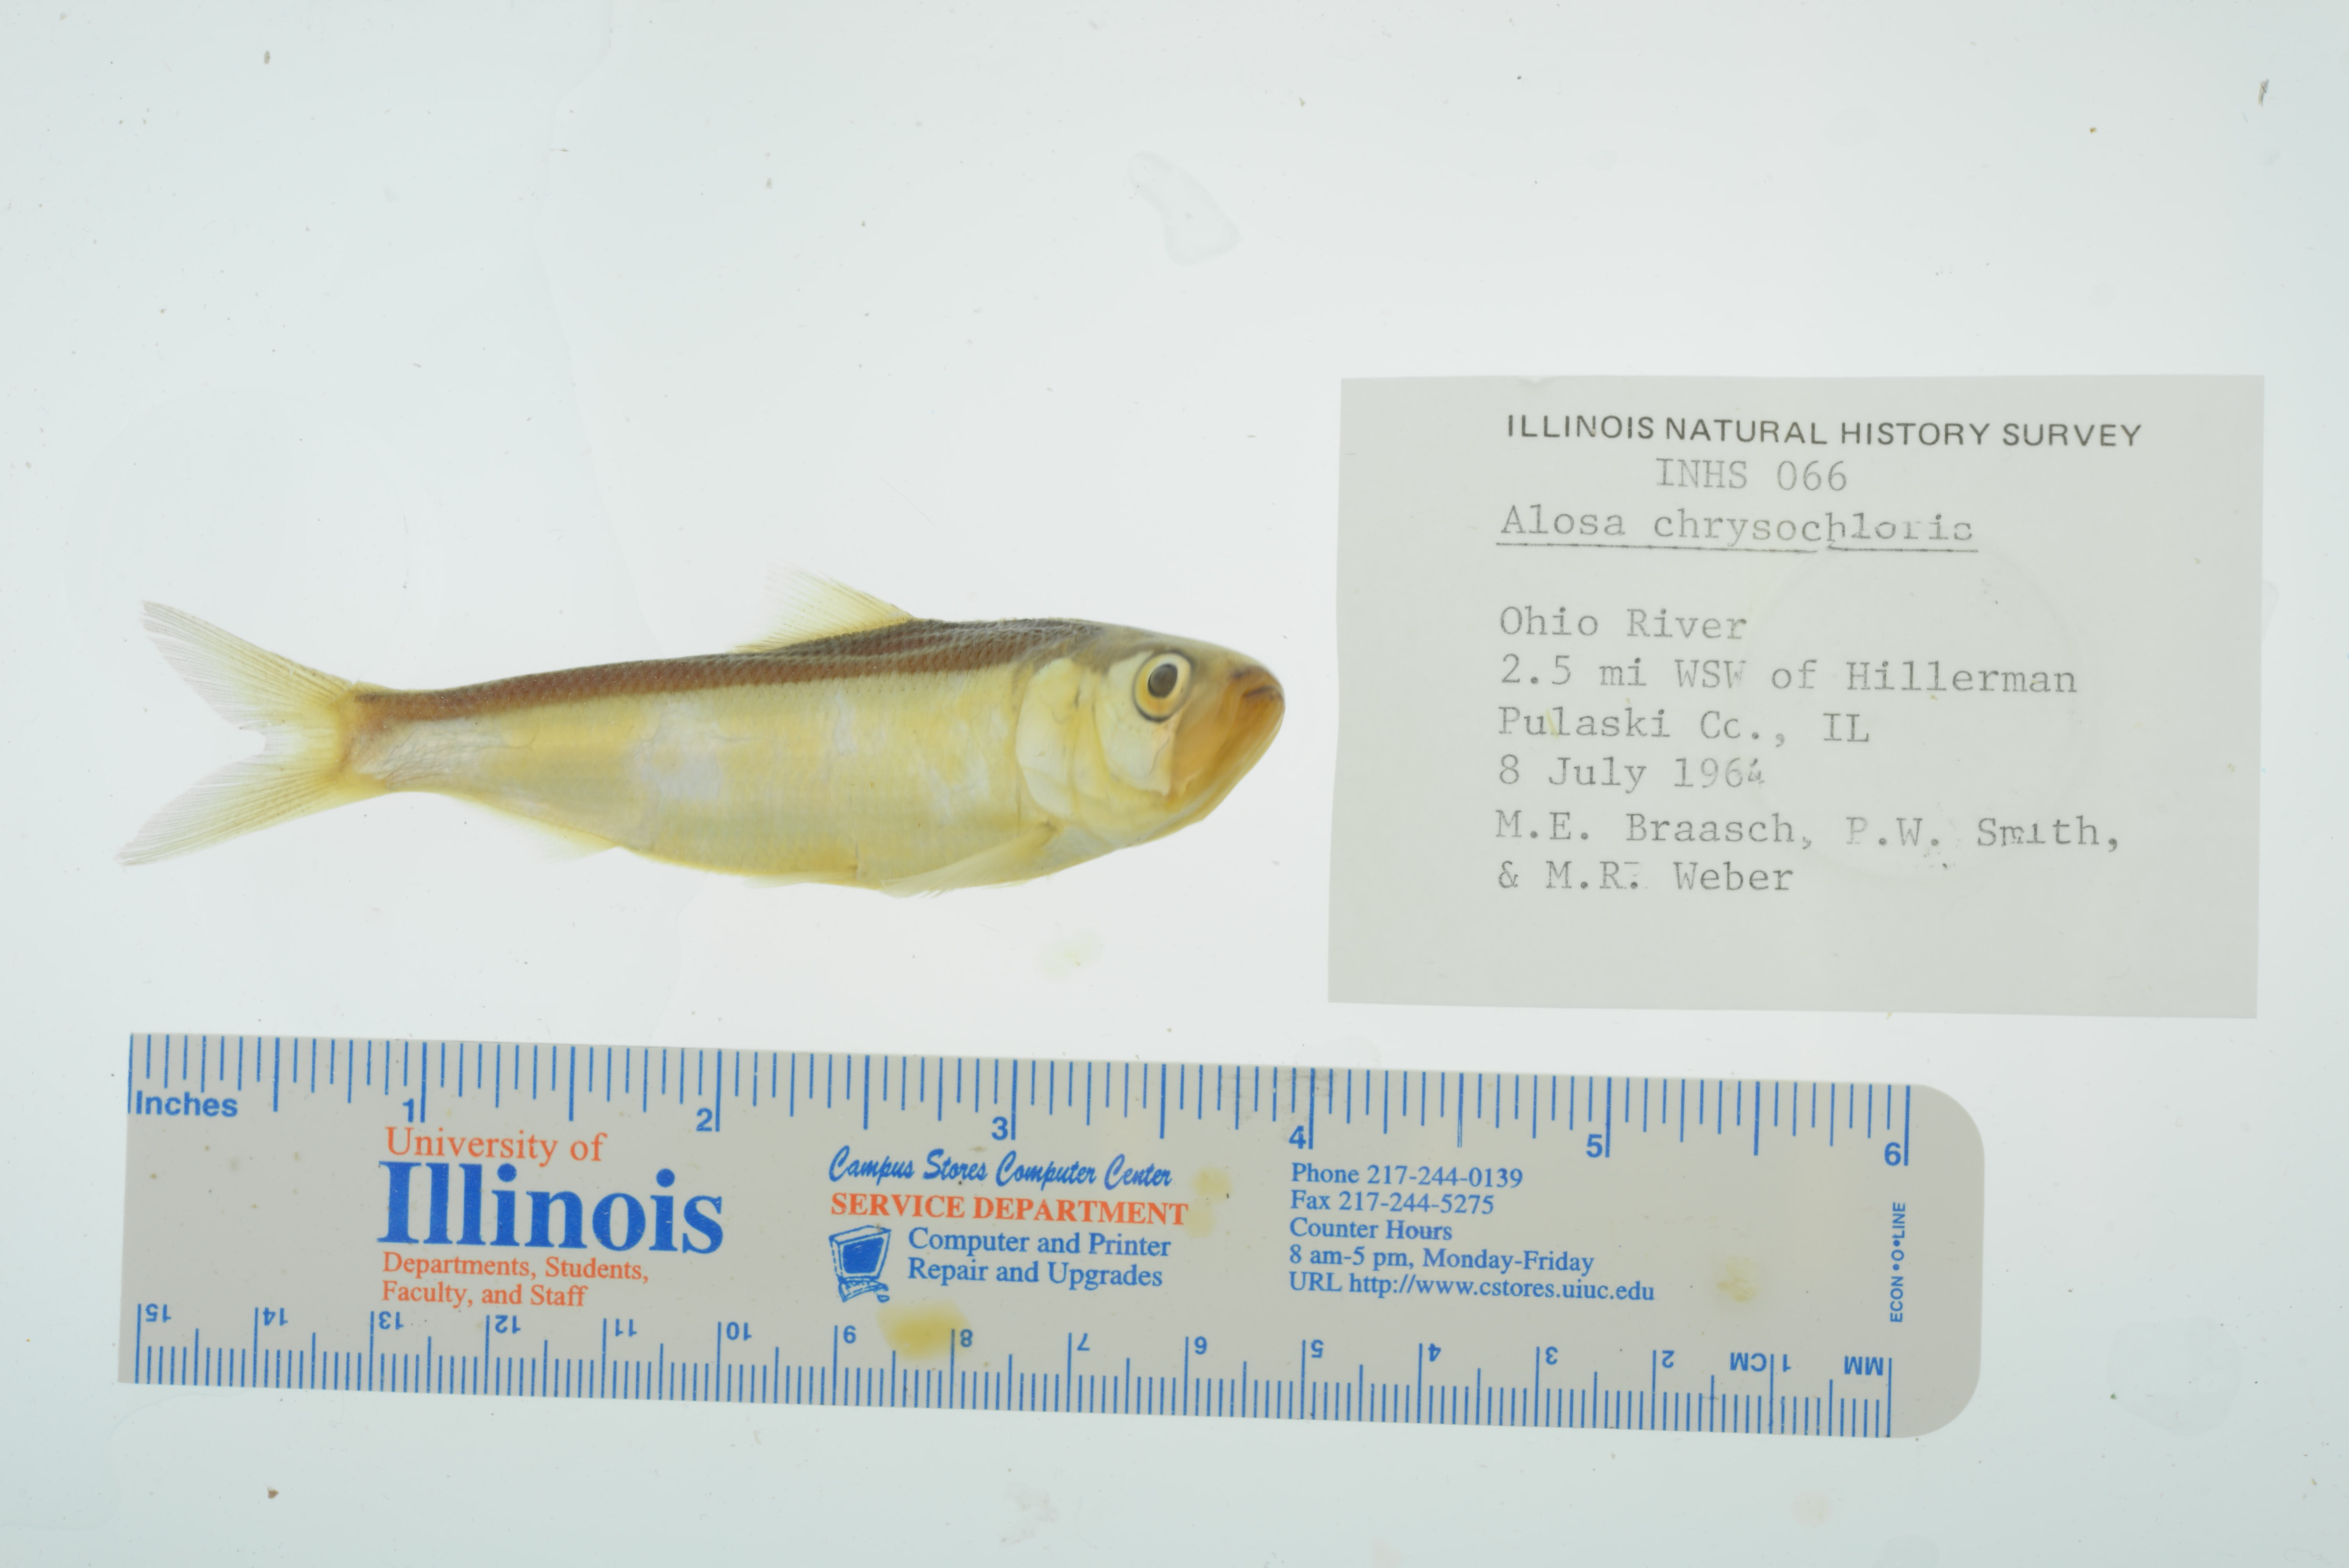 ILLINOIS NATURAL HISTORY SURVEY
INHS 066
Alosa chrysochloris
Ohio River
2.5 mi WSW of Hillerman
Pulaski Co., IL
8 July 1964
M.E. Braasch, P.W. Smith,
& M.R. Weber
Inches 1 2 3 4 5 6
University of
Illinois
Departments, Students,
Faculty, and Staff
Campus Stores Computer Center
SERVICE DEPARTMENT
Computer and Printer
Repair and Upgrades
Phone 217-244-0139
Fax 217-244-5275
Counter Hours
8 am-5 pm, Monday-Friday
URL http://www.cstores.uiuc.edu
ECON•O•LINE
15 14 13 12 11 10 9 8 7 6 5 4 3 2 1CM MM